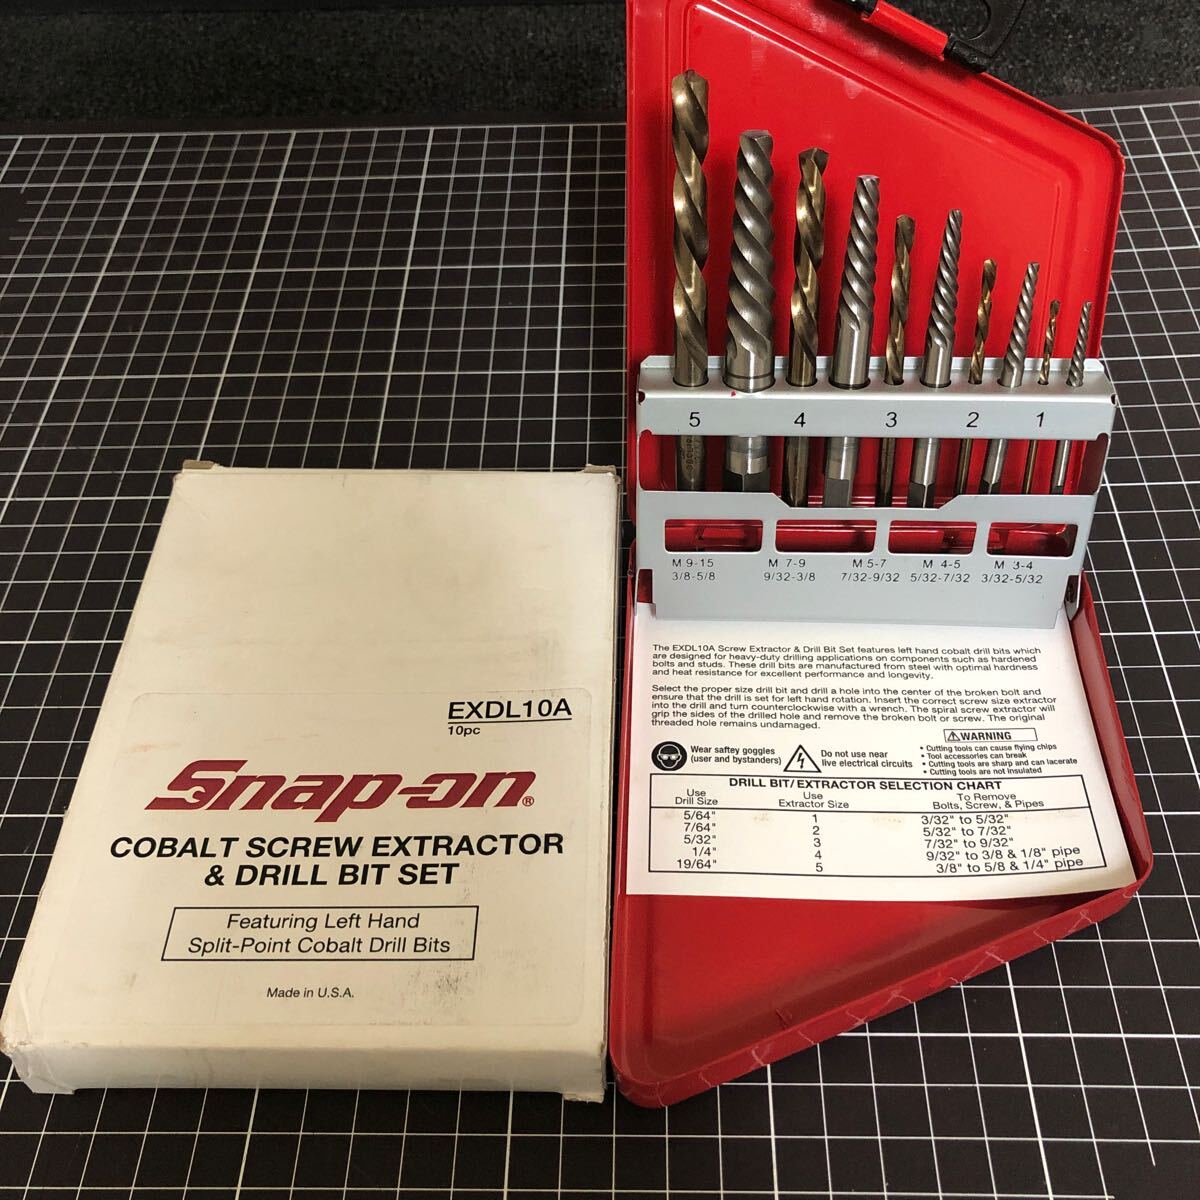 EXDL10A
10pc
Snap-on®
COBALT SCREW EXTRACTOR
& DRILL BIT SET
Featuring Left Hand
Split-Point Cobalt Drill Bits
Made in U.S.A.
5 4 3 2 1
M 9-15 M 7-9 M 5-7 M 4-5 M 3-4
3/8-5/8 9/32-3/8 7/32-9/32 5/32-7/32 3/32-5/32
The EXDL10A Screw Extractor & Drill Bit Set features left hand cobalt drill bits which
are designed for heavy-duty drilling applications on components such as hardened
bolts and studs. These drill bits are manufactured from steel with optimal hardness
and heat resistance for excellent performance and longevity.
Select the proper size drill bit and drill a hole into the center of the broken bolt and
ensure that the drill is set for left hand rotation. Insert the correct screw size extractor
into the drill and turn counterclockwise with a wrench. The spiral screw extractor will
grip the sides of the drilled hole and remove the broken bolt or screw. The original
threaded hole remains undamaged.
WARNING
Wear saftey goggles
(user and bystanders)
Do not use near
live electrical circuits
• Cutting tools can cause flying chips
• Tool accessories can break
• Cutting tools are sharp and can lacerate
• Cutting tools are not insulated
DRILL BIT/EXTRACTOR SELECTION CHART
Use Use To Remove
Drill Size Extractor Size Bolts, Screw, & Pipes
5/64" 1 3/32" to 5/32"
7/64" 2 5/32" to 7/32"
5/32" 3 7/32" to 9/32"
1/4" 4 9/32" to 3/8 & 1/8" pipe
19/64" 5 3/8" to 5/8 & 1/4" pipe